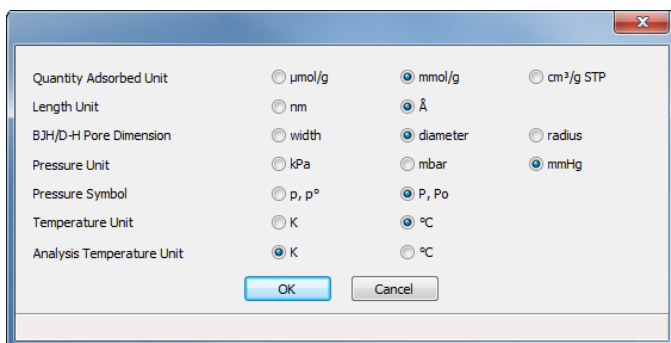 Quantity Adsorbed Unit µmol/g mmol/g cm³/g STP
Length Unit nm Å
BJH/D-H Pore Dimension width diameter radius
Pressure Unit kPa mbar mmHg
Pressure Symbol p, p° P, Po
Temperature Unit K °C
Analysis Temperature Unit K °C
OK Cancel